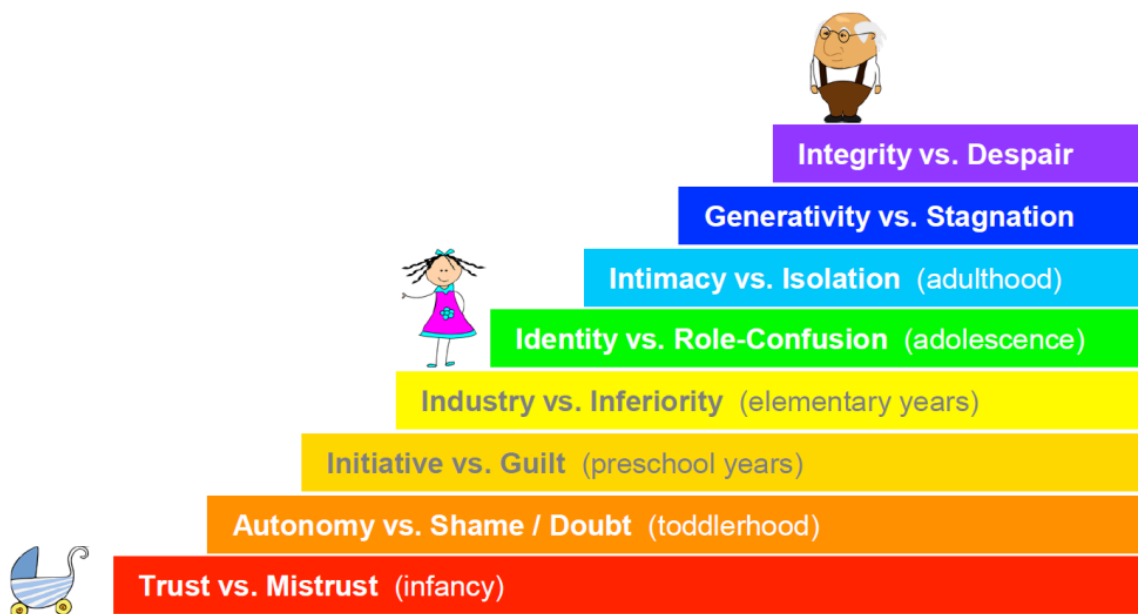 Integrity vs. Despair
Generativity vs. Stagnation
Intimacy vs. Isolation (adulthood)
Identity vs. Role-Confusion (adolescence)
Industry vs. Inferiority (elementary years)
Initiative vs. Guilt (preschool years)
Autonomy vs. Shame / Doubt (toddlerhood)
Trust vs. Mistrust (infancy)